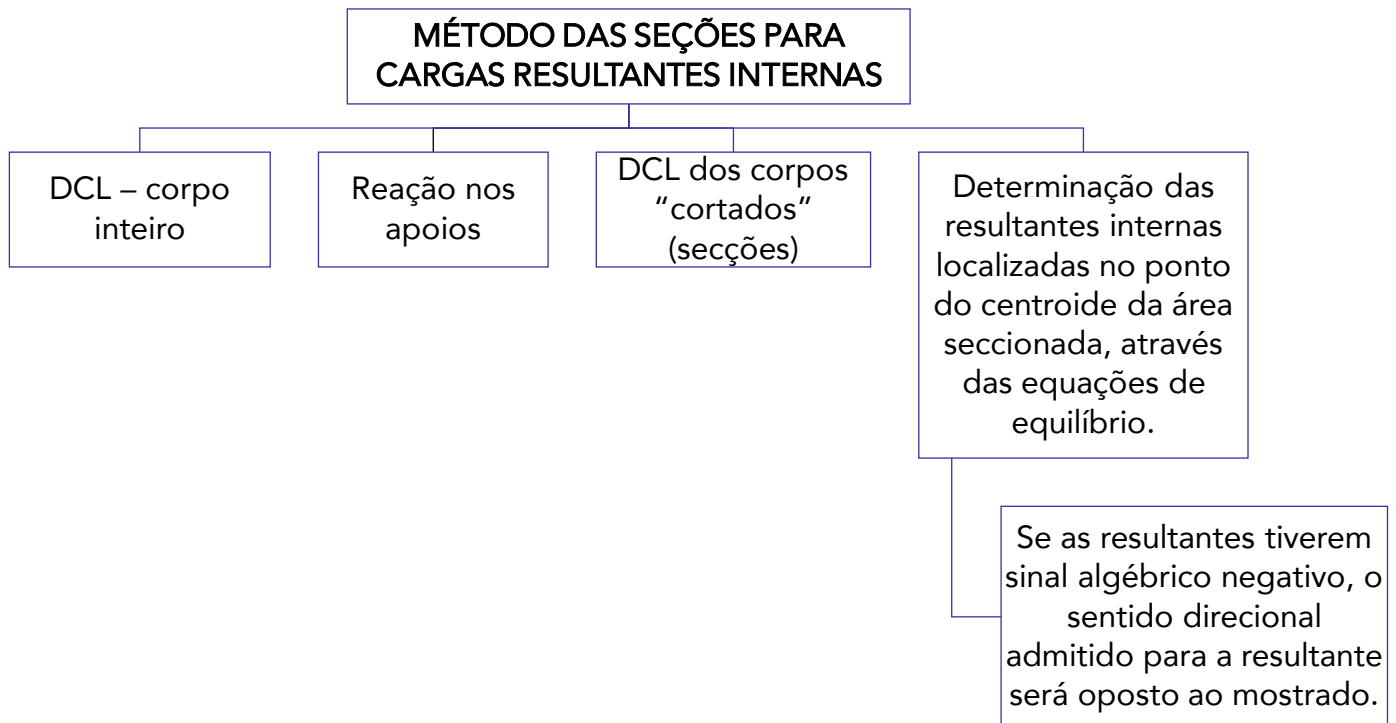 MÉTODO DAS SEÇÕES PARA
CARGAS RESULTANTES INTERNAS
DCL – corpo
inteiro
Reação nos
apoios
DCL dos corpos
“cortados”
(secções)
Determinação das
resultantes internas
localizadas no ponto
do centroide da área
seccionada, através
das equações de
equilíbrio.
Se as resultantes tiverem
sinal algébrico negativo, o
sentido direcional
admitido para a resultante
será oposto ao mostrado.